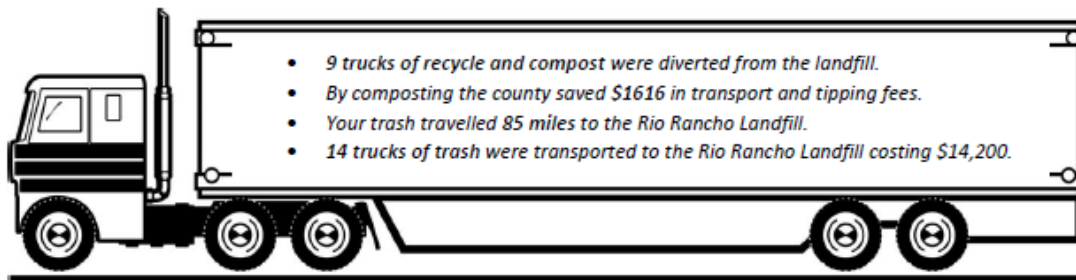 • 9 trucks of recycle and compost were diverted from the landfill.
• By composting the county saved $1616 in transport and tipping fees.
• Your trash travelled 85 miles to the Rio Rancho Landfill.
• 14 trucks of trash were transported to the Rio Rancho Landfill costing $14,200.